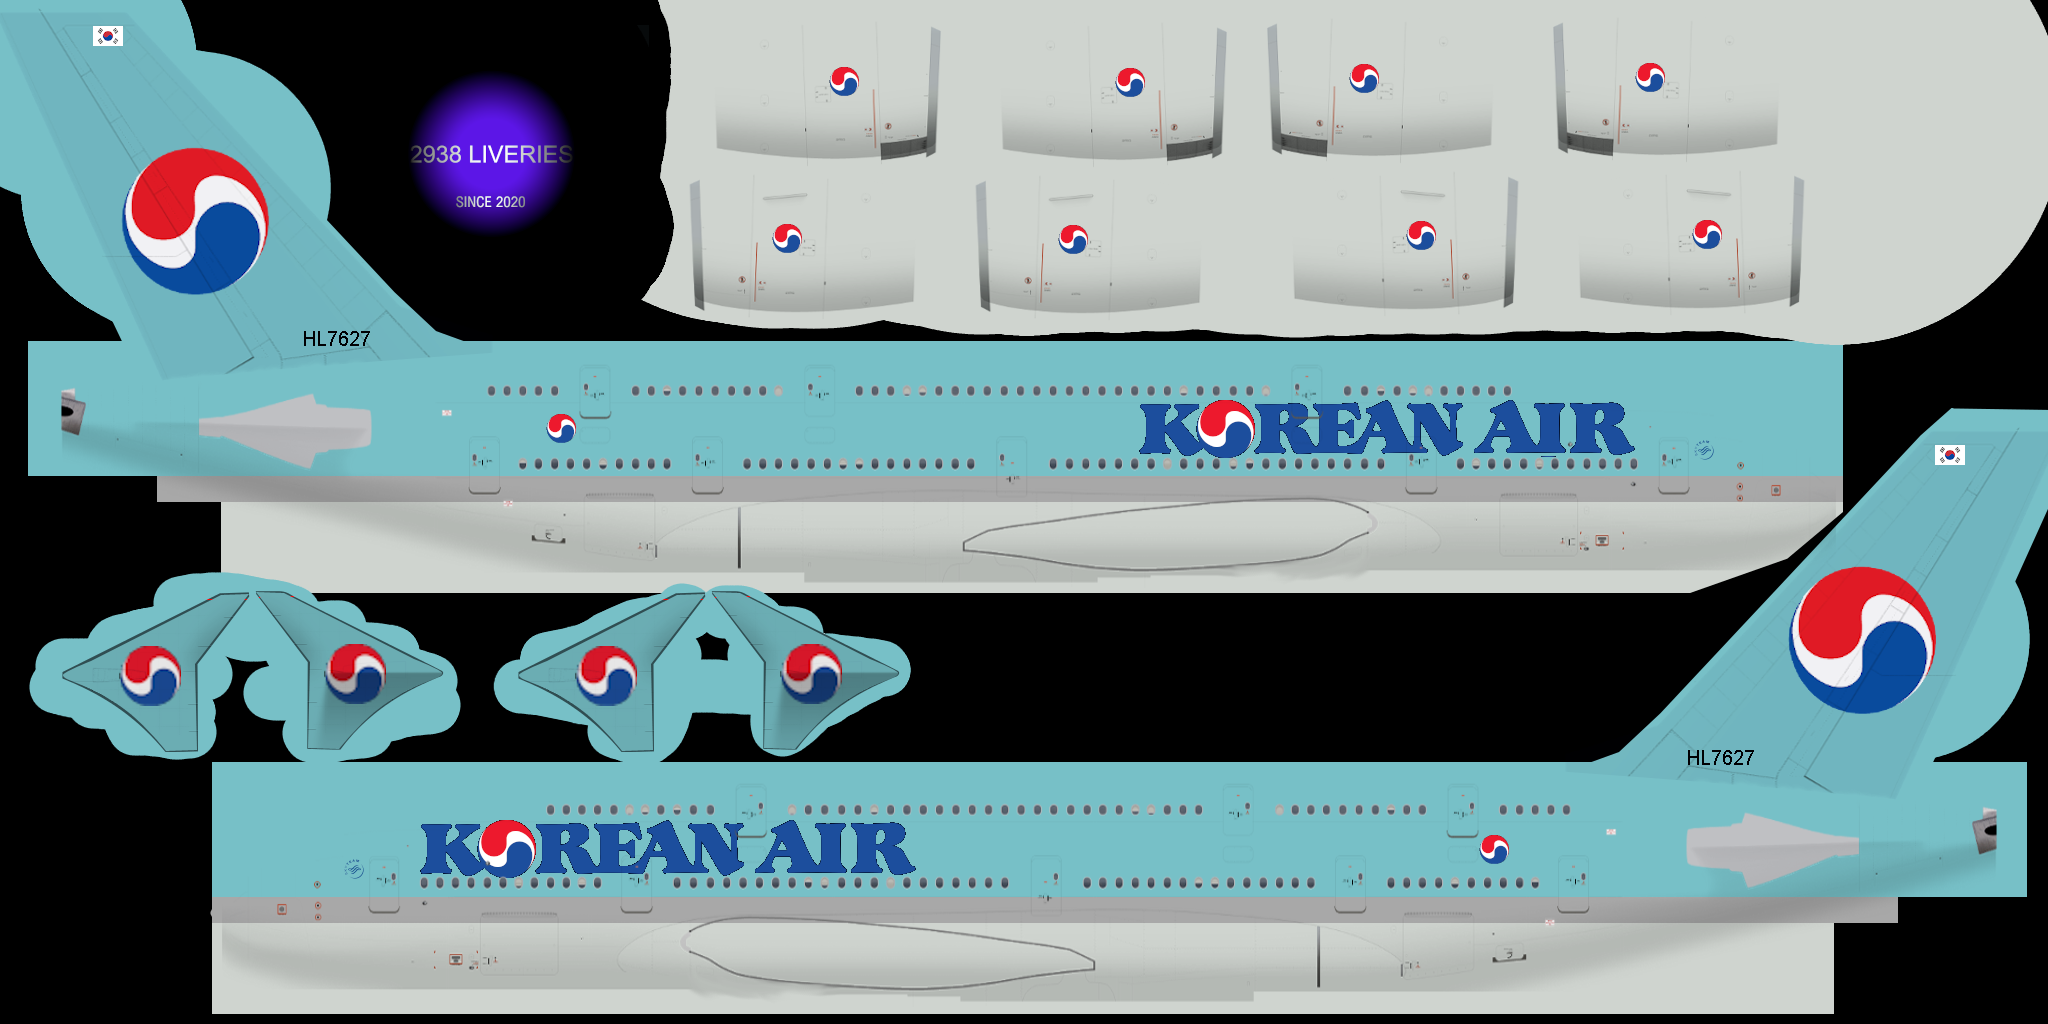 2938 LIVERIES
SINCE 2020
HL7627
KOREAN AIR
HL7627
KOREAN AIR